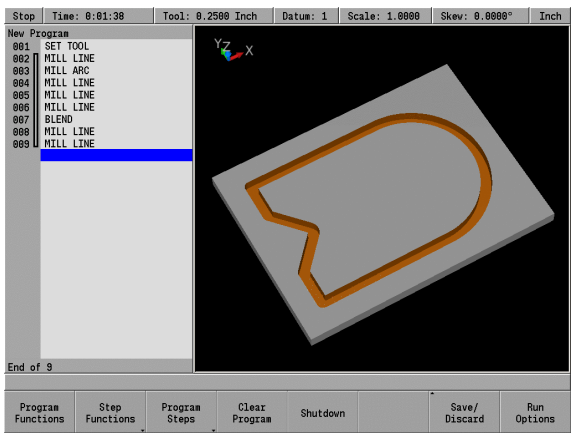 Stop Time: 0:01:38 Tool: 0.2500 Inch Datum: 1 Scale: 1.0000 Skew: 0.0000° Inch
New Program
001 SET TOOL
002 MILL LINE
003 MILL ARC
004 MILL LINE
005 MILL LINE
006 MILL LINE
007 BLEND
008 MILL LINE
009 MILL LINE
Y Z X
End of 9
Program Functions
Step Functions
Program Steps
Clear Program
Shutdown
Save/ Discard
Run Options